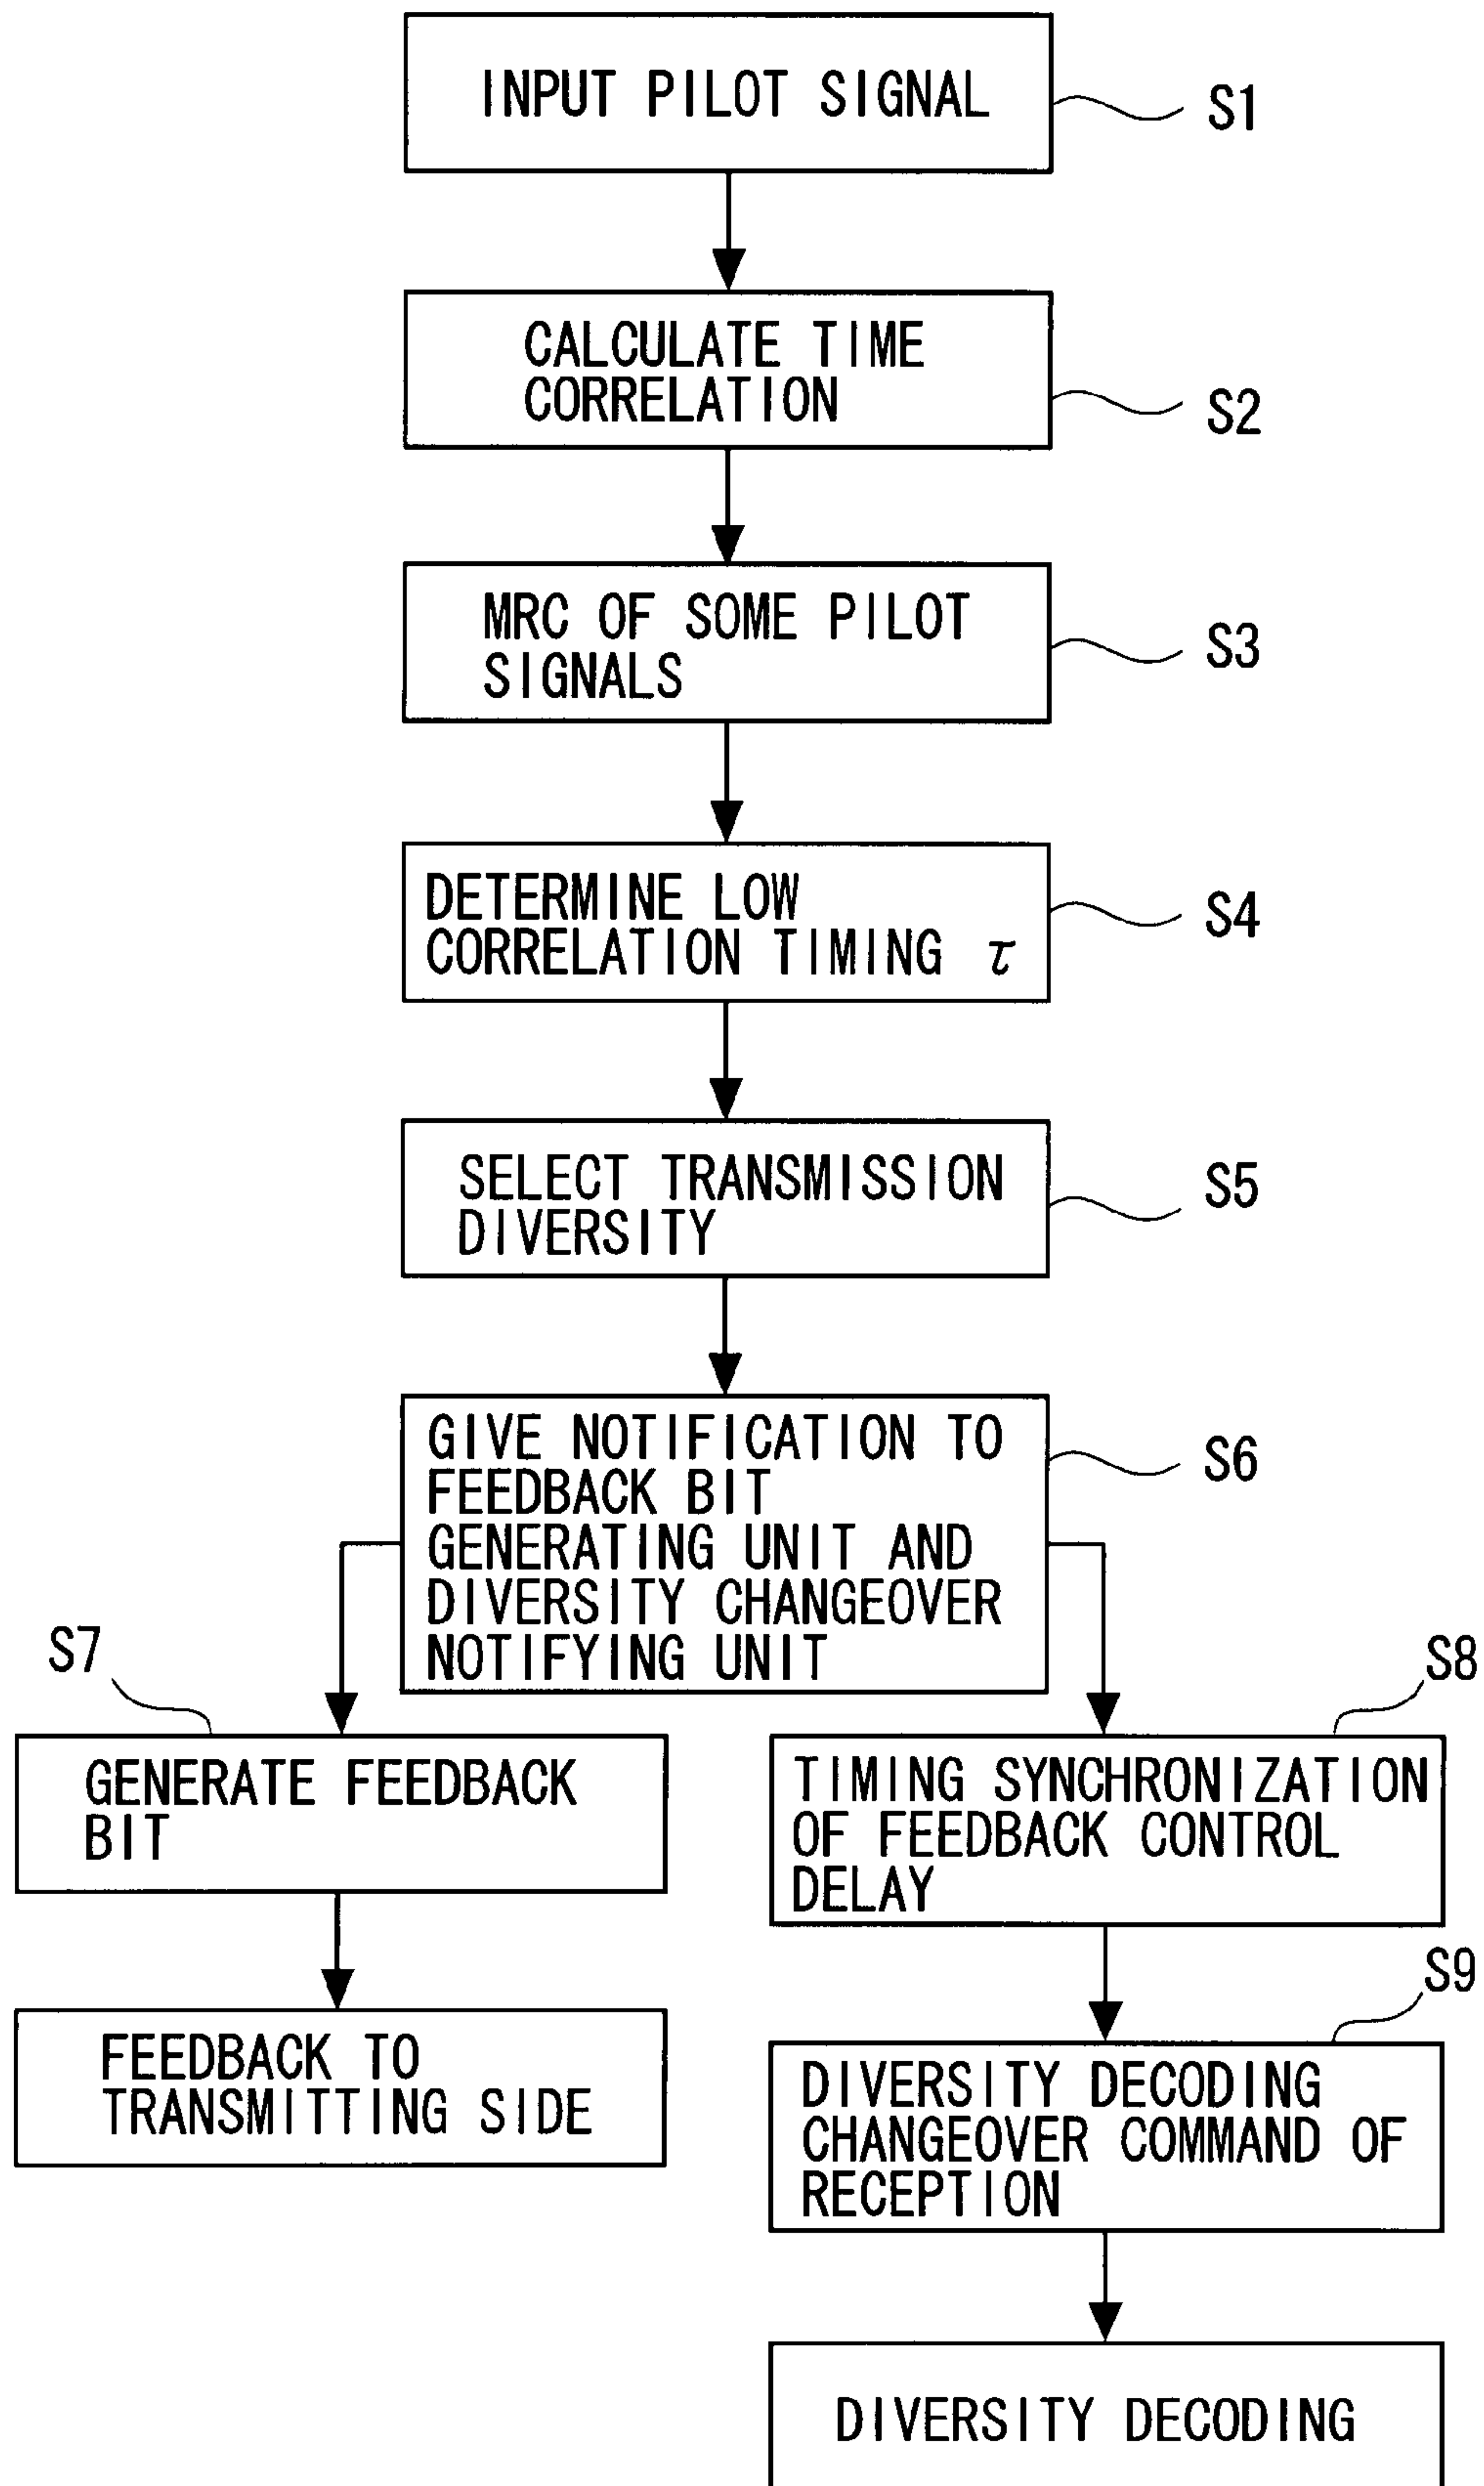 INPUT PILOT SIGNAL
S1
CALCULATE TIME
CORRELATION
S2
MRC OF SOME PILOT
SIGNALS
S3
DETERMINE LOW
CORRELATION TIMING τ
S4
SELECT TRANSMISSION
DIVERSITY
S5
GIVE NOTIFICATION TO
FEEDBACK BIT
GENERATING UNIT AND
DIVERSITY CHANGEOVER
NOTIFYING UNIT
S6
S7
GENERATE FEEDBACK
BIT
FEEDBACK TO
TRANSMITTING SIDE
S8
TIMING SYNCHRONIZATION
OF FEEDBACK CONTROL
DELAY
S9
DIVERSITY DECODING
CHANGEOVER COMMAND OF
RECEPTION
DIVERSITY DECODING